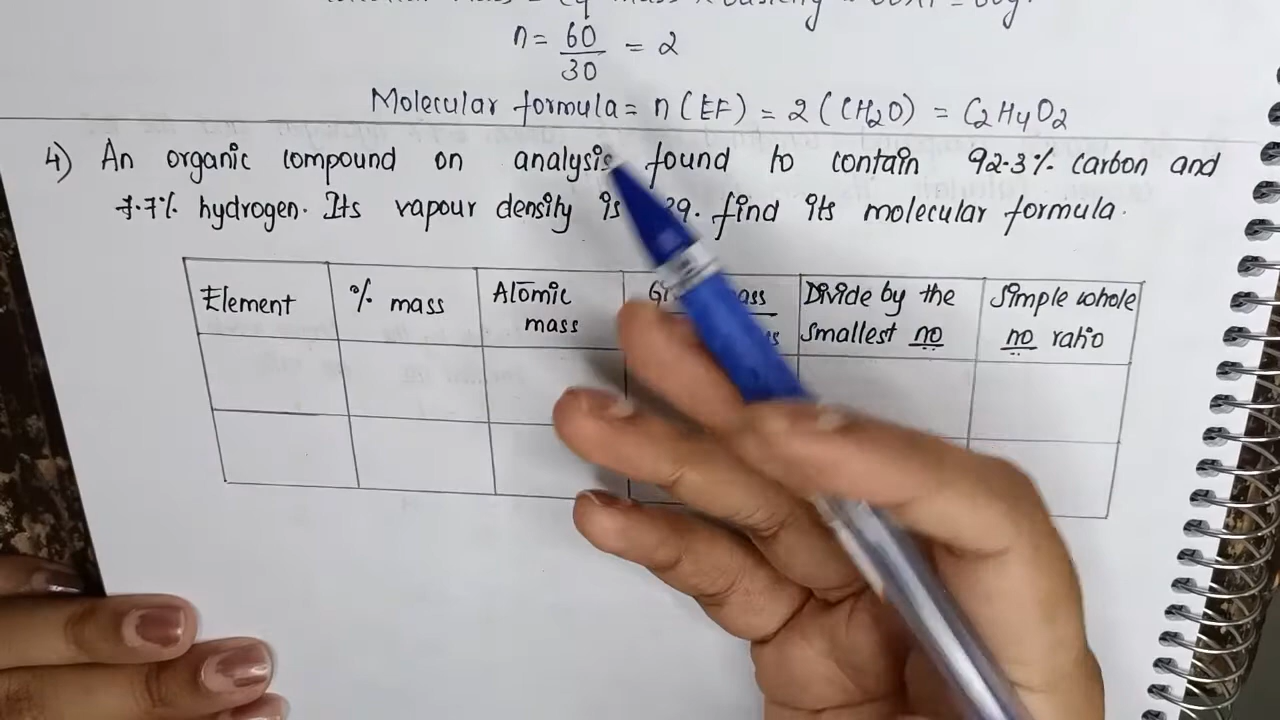 n = 60/30 = 2
Molecular formula = n (EF) = 2 (CH2O) = C2H4O2
4) An organic compound on analysis found to contain 92.3% carbon and
7.7% hydrogen. Its vapour density is 39. find its molecular formula.
Element % mass Atomic mass Divide by the smallest no Simple whole no ratio